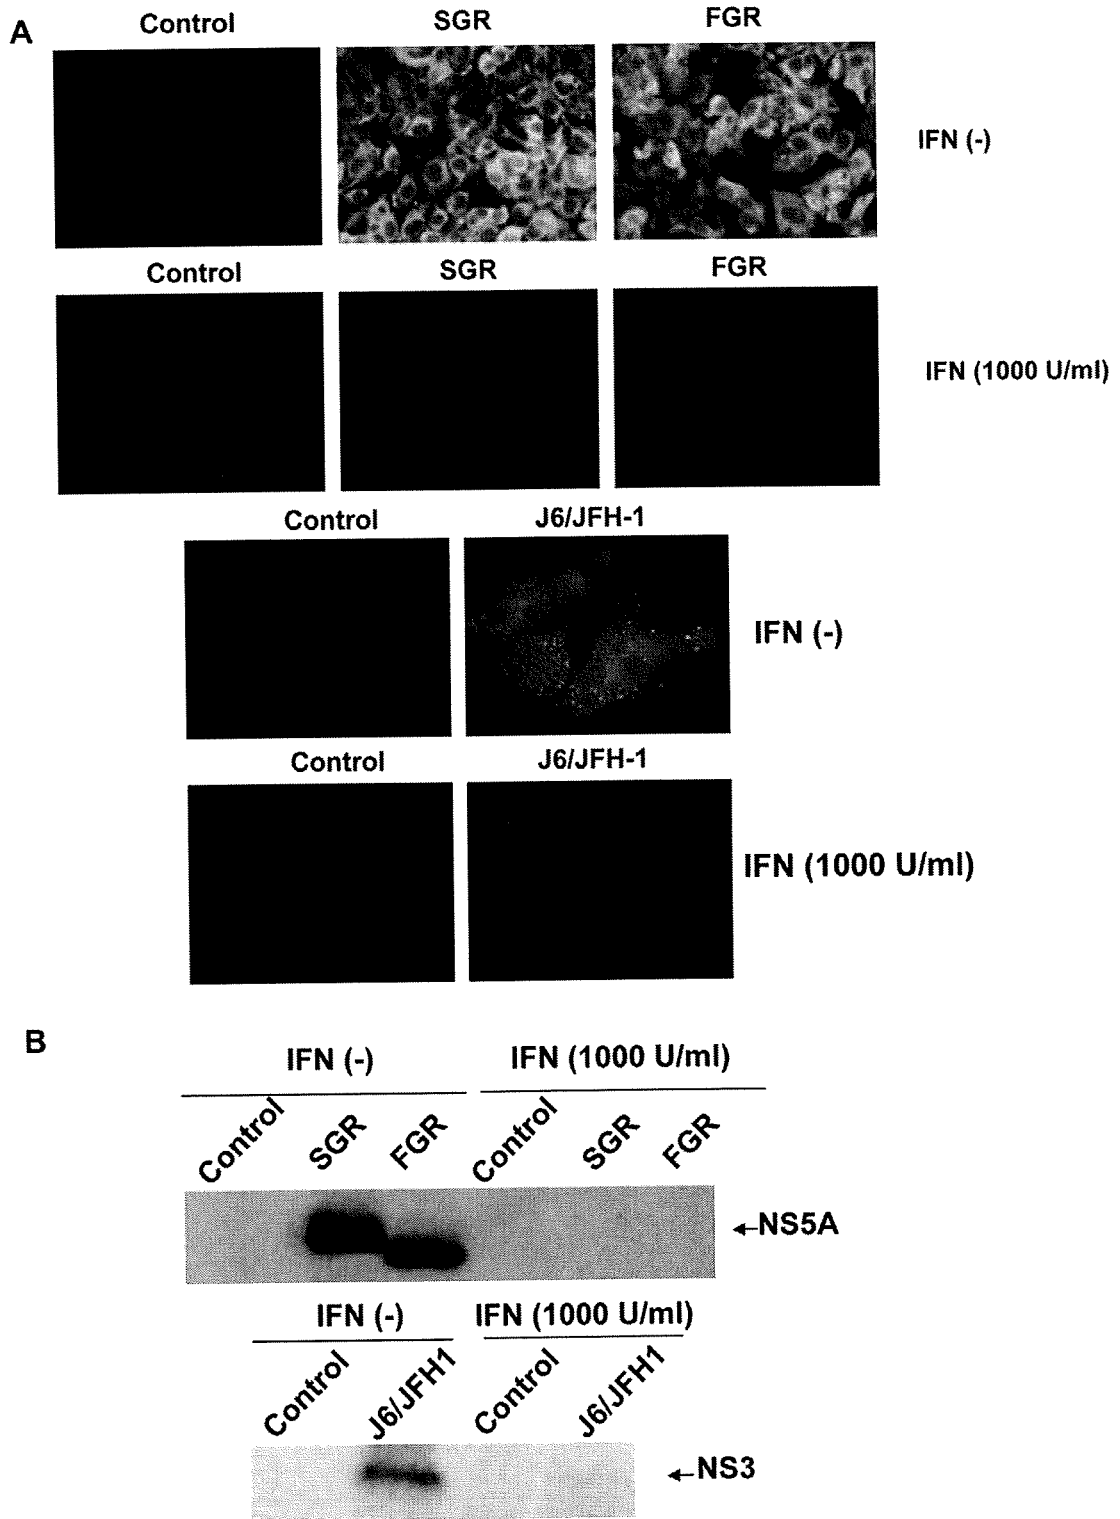 A
Control SGR FGR
IFN (-)
Control SGR FGR
IFN (1000 U/ml)
Control J6/JFH-1
IFN (-)
Control J6/JFH-1
IFN (1000 U/ml)
B
IFN (-) IFN (1000 U/ml)
Control SGR FGR Control SGR FGR
←NS5A
IFN (-) IFN (1000 U/ml)
Control J6/JFH1 Control J6/JFH1
←NS3